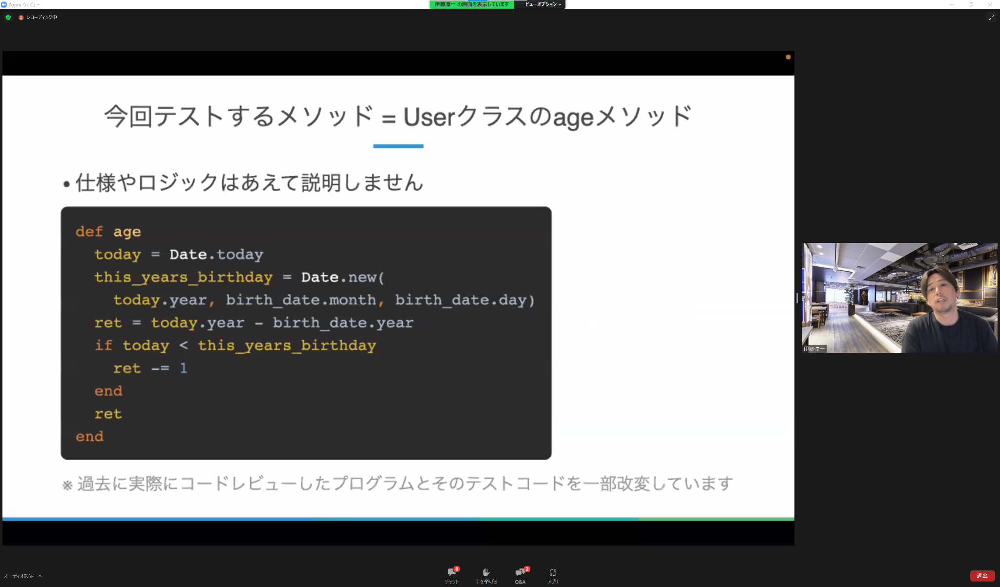 Zoom ウェビナー
伊藤淳一 の画面を表示しています
ビューオプション
レコーディング中
今回テストするメソッド = Userクラスのageメソッド
• 仕様やロジックはあえて説明しません
def age
today = Date.today
this_years_birthday = Date.new(
today.year, birth_date.month, birth_date.day)
ret = today.year - birth_date.year
if today < this_years_birthday
ret -= 1
end
ret
end
※ 過去に実際にコードレビューしたプログラムとそのテストコードを一部改変しています
伊藤淳一
オーディオ設定
8
チャット
手を挙げる
2
Q&A
アプリ
退出